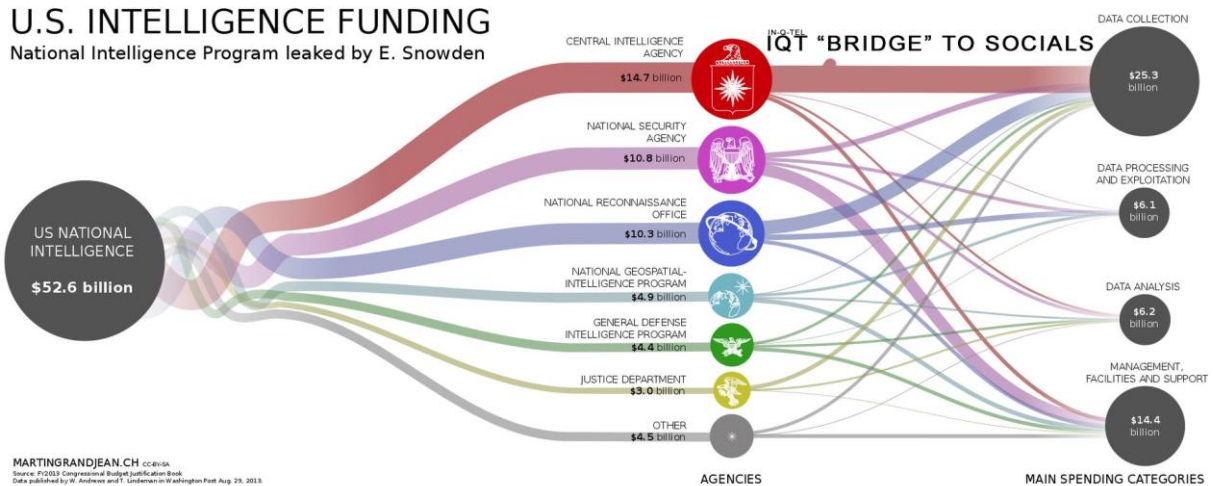 U.S. INTELLIGENCE FUNDING
National Intelligence Program leaked by E. Snowden
US NATIONAL
INTELLIGENCE
$52.6 billion
CENTRAL INTELLIGENCE
AGENCY
$14.7 billion
NATIONAL SECURITY
AGENCY
$10.8 billion
NATIONAL RECONNAISSANCE
OFFICE
$10.3 billion
NATIONAL GEOSPATIAL-
INTELLIGENCE PROGRAM
$4.9 billion
GENERAL DEFENSE
INTELLIGENCE PROGRAM
$4.4 billion
JUSTICE DEPARTMENT
$3.0 billion
OTHER
$4.5 billion
AGENCIES
IN-Q-TEL
IQT “BRIDGE” TO SOCIALS
DATA COLLECTION
$25.3
billion
DATA PROCESSING
AND EXPLOITATION
$6.1
billion
DATA ANALYSIS
$6.2
billion
MANAGEMENT,
FACILITIES AND SUPPORT
$14.4
billion
MAIN SPENDING CATEGORIES
MARTINGRANDJEAN.CH CC-BY-SA
Source: FY2013 Congressional Budget Justification Book
Data published by W. Andrews and T. Lindeman in Washington Post Aug. 29, 2013.